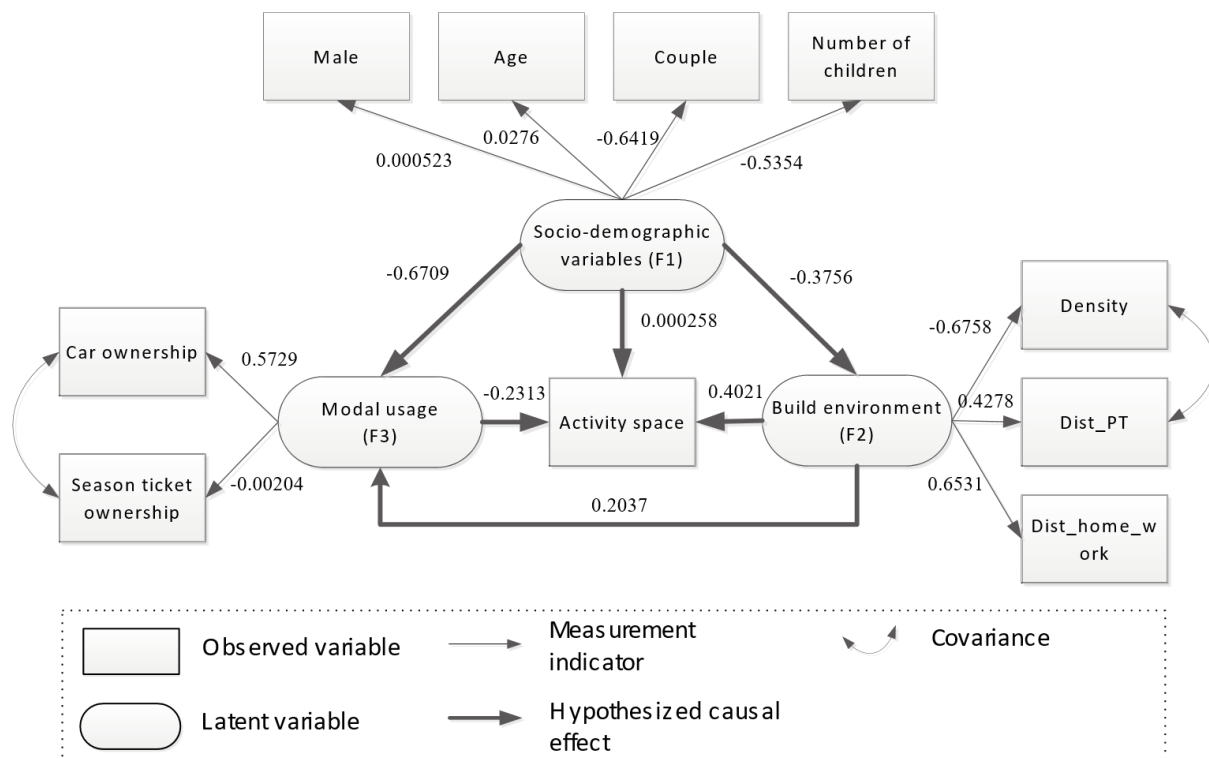 Male
Age
Couple
Number of
children
0.000523
0.0276
-0.6419
-0.5354
Socio-demographic
variables (F1)
-0.6709
0.000258
-0.3756
Car ownership
0.5729
Season ticket
ownership
-0.00204
Modal usage
(F3)
-0.2313
Activity space
0.4021
Build environment
(F2)
0.2037
-0.6758
0.4278
0.6531
Density
Dist_PT
Dist_home_w
ork
Observed variable
Measurement
indicator
Covariance
Latent variable
Hypothesized causal
effect